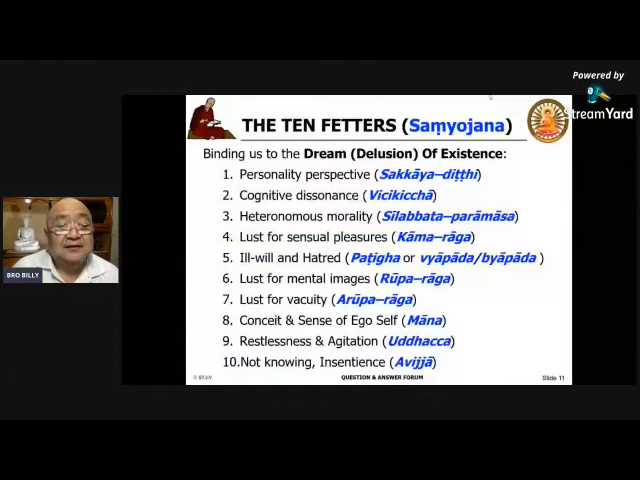 Powered by
StreamYard
THE TEN FETTERS (Saṃyojana)
Binding us to the Dream (Delusion) Of Existence:
1. Personality perspective (Sakkāya–diṭṭhi)
2. Cognitive dissonance (Vicikicchā)
3. Heteronomous morality (Sīlabbata–parāmāsa)
4. Lust for sensual pleasures (Kāma–rāga)
5. Ill-will and Hatred (Paṭigha or vyāpāda/byāpāda )
6. Lust for mental images (Rūpa–rāga)
7. Lust for vacuity (Arūpa–rāga)
8. Conceit & Sense of Ego Self (Māna)
9. Restlessness & Agitation (Uddhacca)
10.Not knowing, Insentience (Avijjā)
BRO BILLY
QUESTION & ANSWER FORUM
Slide 11